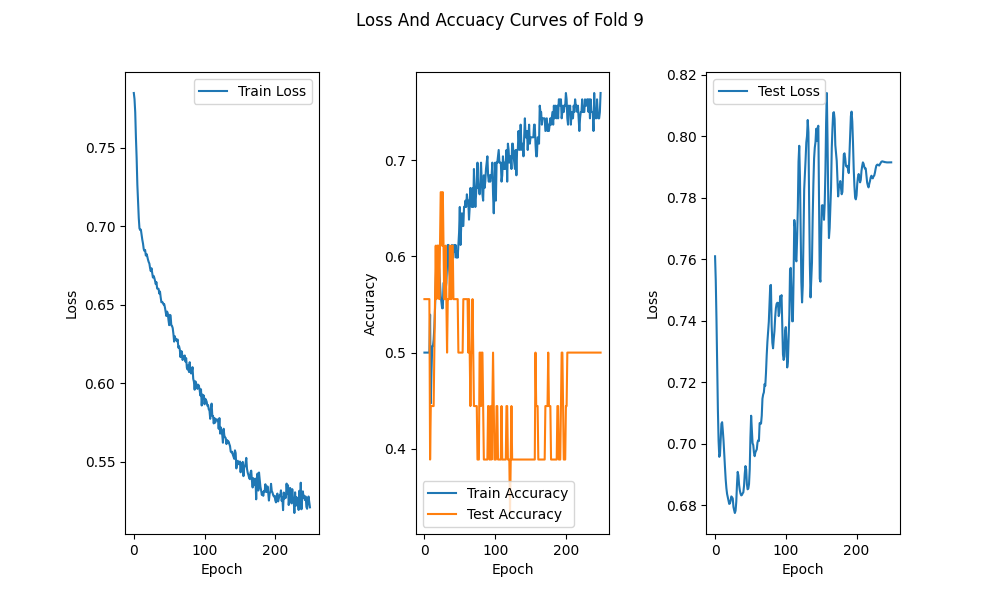 Loss And Accuacy Curves of Fold 9
Train Loss
0.75
0.70
0.65
0.60
0.55
Loss
0 100 200
Epoch
0.7
0.6
0.5
0.4
Accuracy
Train Accuracy
Test Accuracy
0 100 200
Epoch
Test Loss
0.82
0.80
0.78
0.76
0.74
0.72
0.70
0.68
Loss
0 100 200
Epoch